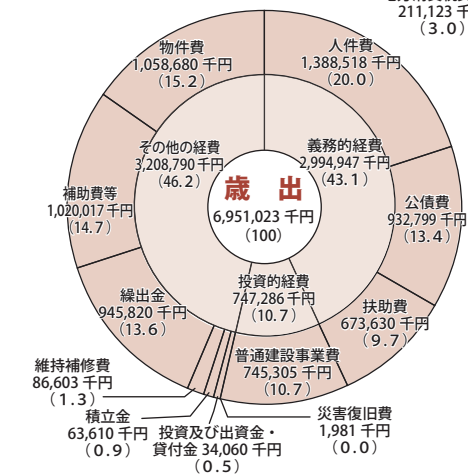 211,123 千円
（3.0）
物件費
1,058,680 千円
（15.2）
人件費
1,388,518 千円
（20.0）
その他の経費
3,208,790 千円
（46.2）
義務的経費
2,994,947 千円
（43.1）
歳 出
6,951,023 千円
（100）
補助費等
1,020,017 千円
（14.7）
公債費
932,799 千円
（13.4）
投資的経費
747,286 千円
（10.7）
繰出金
945,820 千円
（13.6）
扶助費
673,630 千円
（9.7）
普通建設事業費
745,305 千円
（10.7）
維持補修費
86,603 千円
（1.3）
積立金
63,610 千円
（0.9）
投資及び出資金・
貸付金 34,060 千円
（0.5）
災害復旧費
1,981 千円
（0.0）